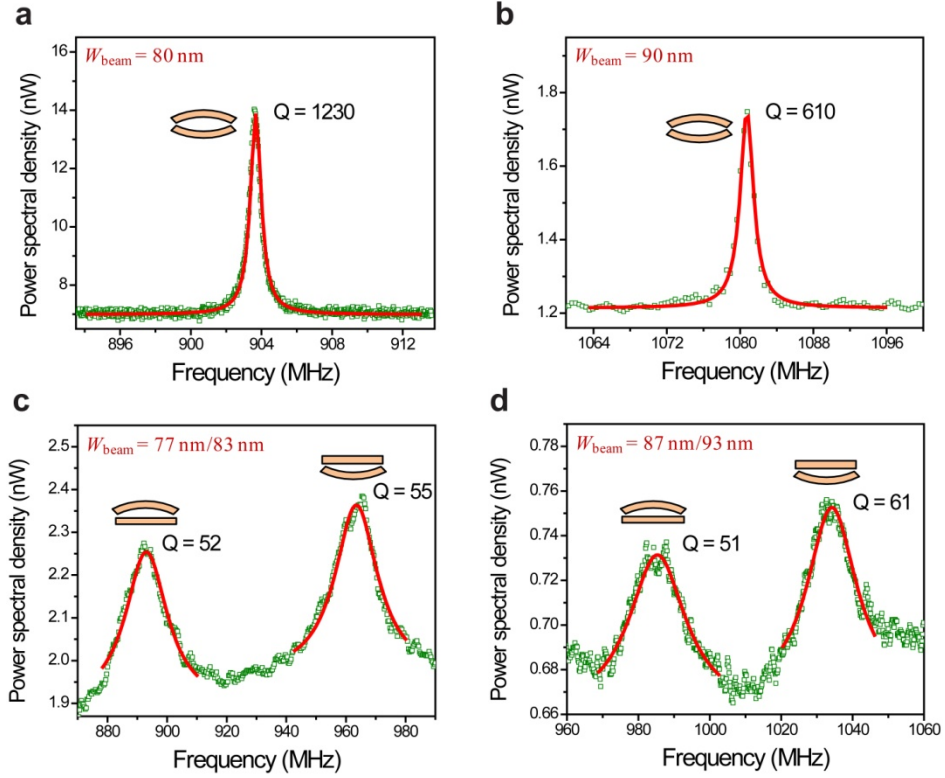 a
W_beam = 80 nm
Q = 1230
Power spectral density (nW)
16
14
12
10
8
896 900 904 908 912
Frequency (MHz)
b
W_beam = 90 nm
Q = 610
Power spectral density (nW)
1.8
1.6
1.4
1.2
1064 1072 1080 1088 1096
Frequency (MHz)
c
W_beam = 77 nm/83 nm
Q = 52
Q = 55
Power spectral density (nW)
2.5
2.4
2.3
2.2
2.1
2.0
1.9
880 900 920 940 960 980
Frequency (MHz)
d
W_beam = 87 nm/93 nm
Q = 51
Q = 61
Power spectral density (nW)
0.78
0.76
0.74
0.72
0.70
0.68
0.66
960 980 1000 1020 1040 1060
Frequency (MHz)